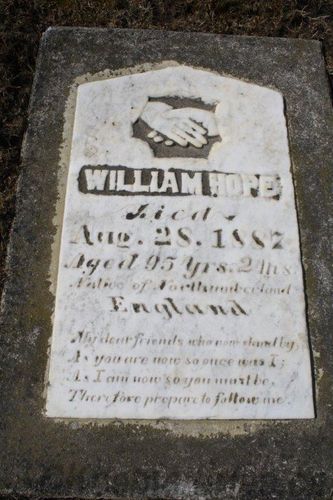 WILLIAM HOPE
Died
Aug. 28. 1887
Aged 95 Yrs. 2 Ms.
Native of Northumberland
England
My dear friends who now stand by,
As you are now so once was I;
As I am now so you must be,
Therefore prepare to follow me.